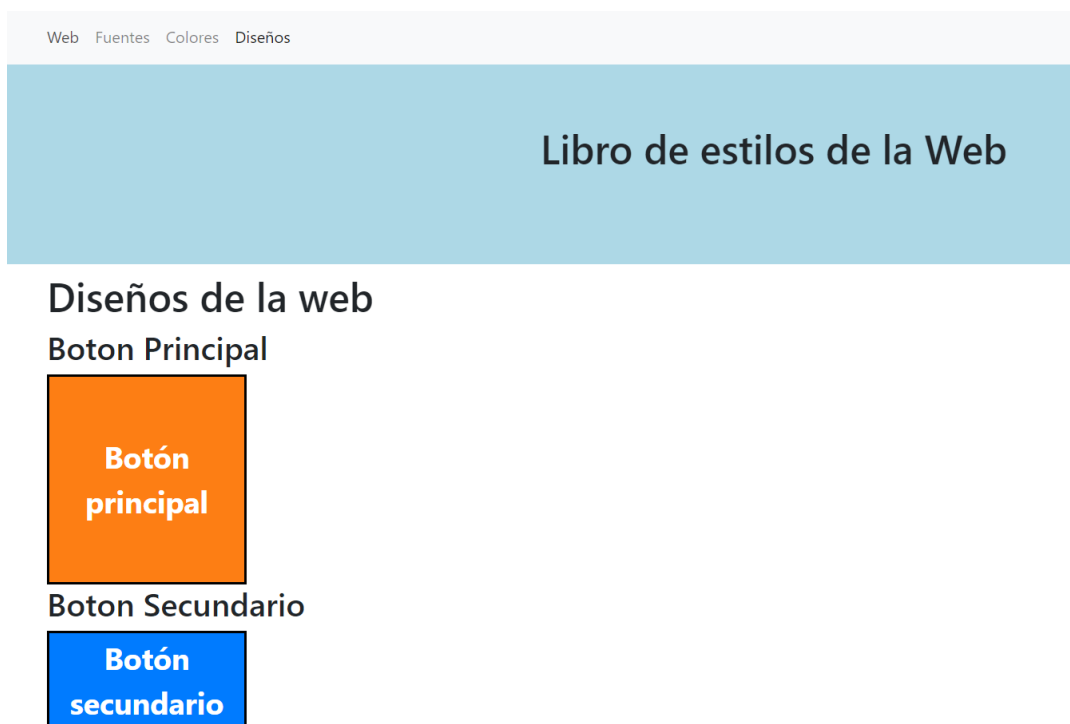 Web Fuentes Colores Diseños
Libro de estilos de la Web
Diseños de la web
Boton Principal
Botón
principal
Boton Secundario
Botón
secundario